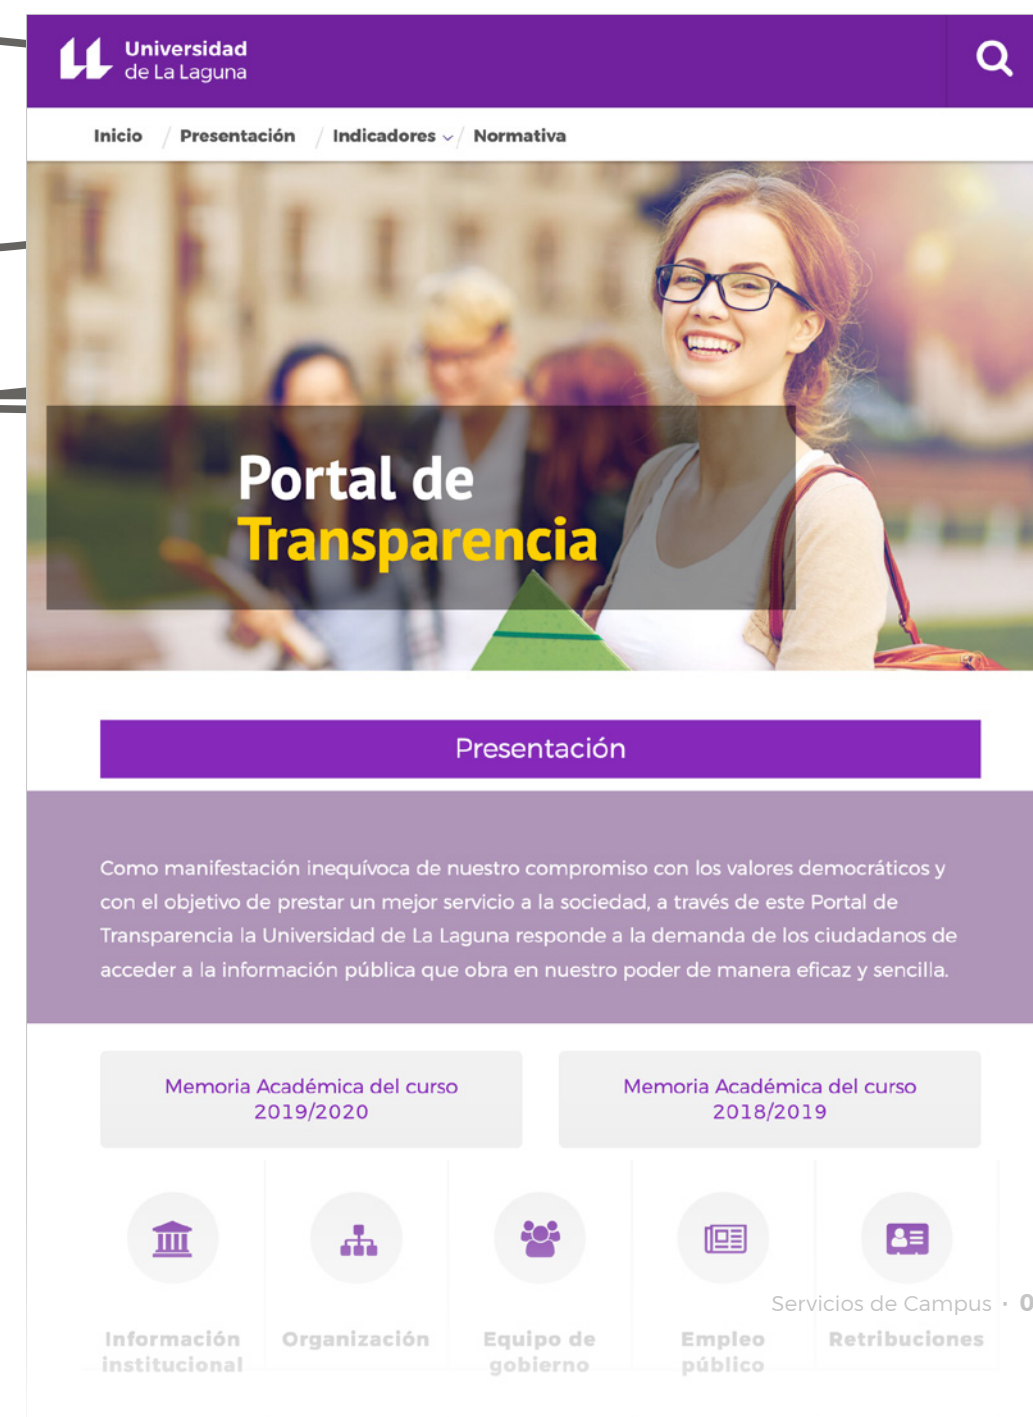 Universidad
de La Laguna
Inicio / Presentación / Indicadores / Normativa
Portal de
Transparencia
Presentación
Como manifestación inequívoca de nuestro compromiso con los valores democráticos y
con el objetivo de prestar un mejor servicio a la sociedad, a través de este Portal de
Transparencia la Universidad de La Laguna responde a la demanda de los ciudadanos de
acceder a la información pública que obra en nuestro poder de manera eficaz y sencilla.
Memoria Académica del curso
2019/2020
Memoria Académica del curso
2018/2019
Servicios de Campus · 0
Información
institucional
Organización
Equipo de
gobierno
Empleo
público
Retribuciones